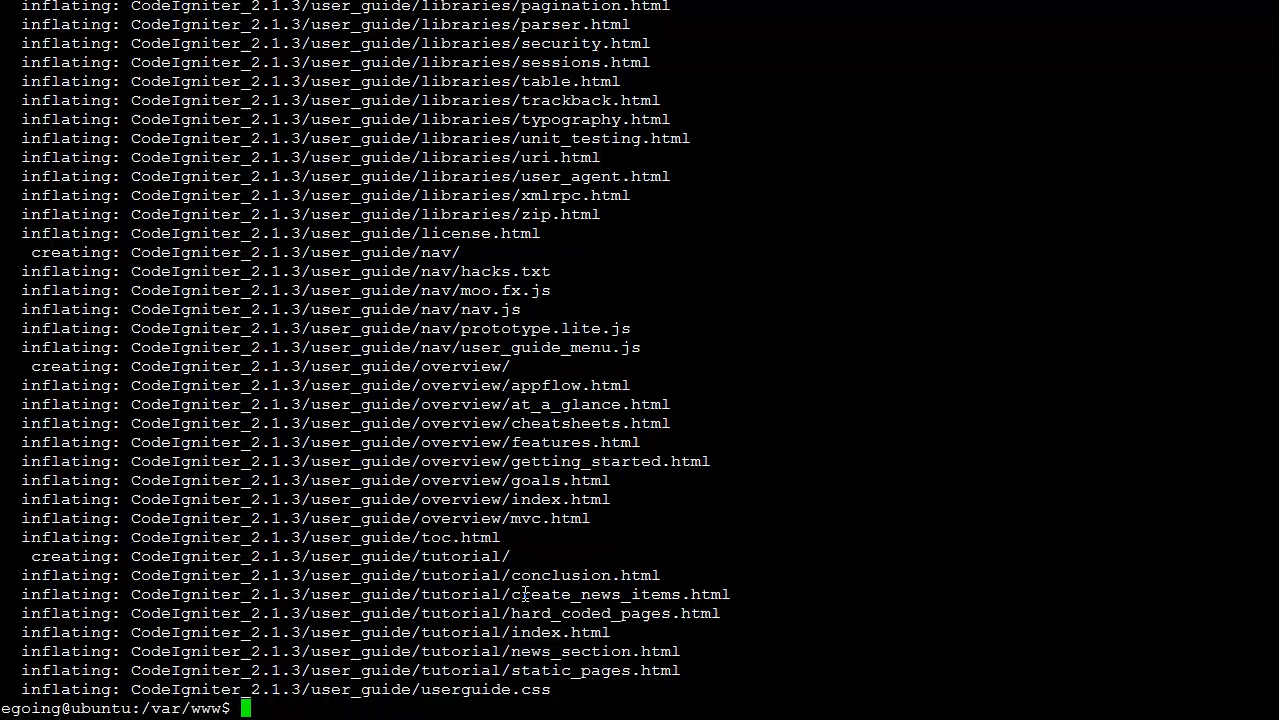 inflating: CodeIgniter_2.1.3/user_guide/libraries/pagination.html
inflating: CodeIgniter_2.1.3/user_guide/libraries/parser.html
inflating: CodeIgniter_2.1.3/user_guide/libraries/security.html
inflating: CodeIgniter_2.1.3/user_guide/libraries/sessions.html
inflating: CodeIgniter_2.1.3/user_guide/libraries/table.html
inflating: CodeIgniter_2.1.3/user_guide/libraries/trackback.html
inflating: CodeIgniter_2.1.3/user_guide/libraries/typography.html
inflating: CodeIgniter_2.1.3/user_guide/libraries/unit_testing.html
inflating: CodeIgniter_2.1.3/user_guide/libraries/uri.html
inflating: CodeIgniter_2.1.3/user_guide/libraries/user_agent.html
inflating: CodeIgniter_2.1.3/user_guide/libraries/xmlrpc.html
inflating: CodeIgniter_2.1.3/user_guide/libraries/zip.html
inflating: CodeIgniter_2.1.3/user_guide/license.html
creating: CodeIgniter_2.1.3/user_guide/nav/
inflating: CodeIgniter_2.1.3/user_guide/nav/hacks.txt
inflating: CodeIgniter_2.1.3/user_guide/nav/moo.fx.js
inflating: CodeIgniter_2.1.3/user_guide/nav/nav.js
inflating: CodeIgniter_2.1.3/user_guide/nav/prototype.lite.js
inflating: CodeIgniter_2.1.3/user_guide/nav/user_guide_menu.js
creating: CodeIgniter_2.1.3/user_guide/overview/
inflating: CodeIgniter_2.1.3/user_guide/overview/appflow.html
inflating: CodeIgniter_2.1.3/user_guide/overview/at_a_glance.html
inflating: CodeIgniter_2.1.3/user_guide/overview/cheatsheets.html
inflating: CodeIgniter_2.1.3/user_guide/overview/features.html
inflating: CodeIgniter_2.1.3/user_guide/overview/getting_started.html
inflating: CodeIgniter_2.1.3/user_guide/overview/goals.html
inflating: CodeIgniter_2.1.3/user_guide/overview/index.html
inflating: CodeIgniter_2.1.3/user_guide/overview/mvc.html
inflating: CodeIgniter_2.1.3/user_guide/toc.html
creating: CodeIgniter_2.1.3/user_guide/tutorial/
inflating: CodeIgniter_2.1.3/user_guide/tutorial/conclusion.html
inflating: CodeIgniter_2.1.3/user_guide/tutorial/create_news_items.html
inflating: CodeIgniter_2.1.3/user_guide/tutorial/hard_coded_pages.html
inflating: CodeIgniter_2.1.3/user_guide/tutorial/index.html
inflating: CodeIgniter_2.1.3/user_guide/tutorial/news_section.html
inflating: CodeIgniter_2.1.3/user_guide/tutorial/static_pages.html
inflating: CodeIgniter_2.1.3/user_guide/userguide.css
egoing@ubuntu:/var/www$